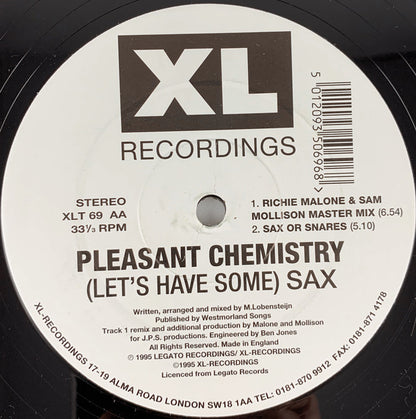 XL
RECORDINGS
5 012093 506968 >
STEREO
XLT 69 AA
33⅓ RPM
1. RICHIE MALONE & SAM
MOLLISON MASTER MIX (6.54)
2. SAX OR SNARES (5.10)
PLEASANT CHEMISTRY
(LET'S HAVE SOME) SAX
Written, arranged and mixed by M.Lobensteijn
Published by Westmorland Songs
Track 1 remix and additional production by Malone and Mollison
for J.P.S. productions. Engineered by Ben Jones
All Rights Reserved. Made in England
℗ 1995 LEGATO RECORDINGS/ XL-RECORDINGS
©1995 XL-RECORDINGS
Licenced from Legato Records
XL-RECORDINGS 17-19 ALMA ROAD LONDON SW18 1AA TEL: 0181-870 9912 FAX: 0181-871 4178